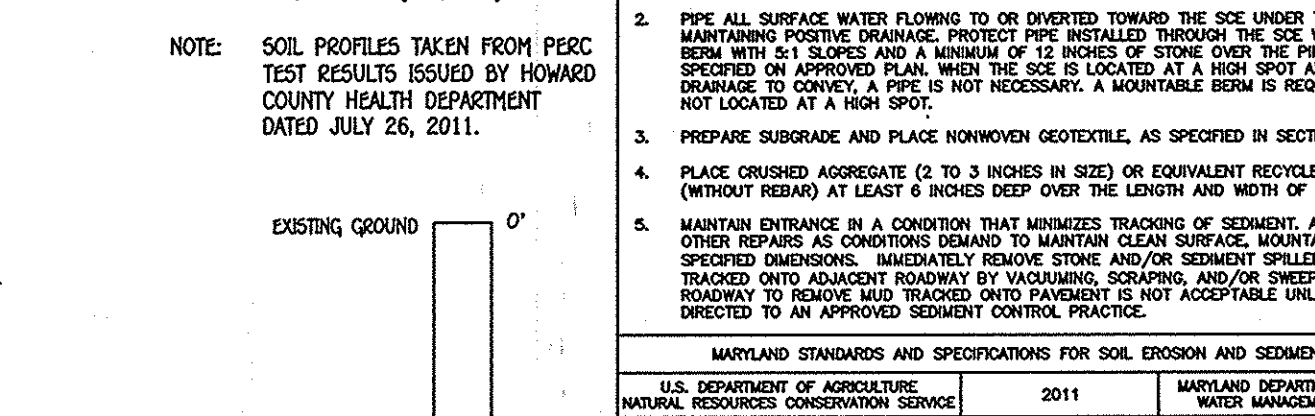 NOTE: SOIL PROFILES TAKEN FROM PERC
TEST RESULTS ISSUED BY HOWARD
COUNTY HEALTH DEPARTMENT
DATED JULY 26, 2011.
EXISTING GROUND 0'
2. PIPE ALL SURFACE WATER FLOWING TO OR DIVERTED TOWARD THE SCE UNDER
MAINTAINING POSITIVE DRAINAGE. PROTECT PIPE INSTALLED THROUGH THE SCE
BERM WITH 5:1 SLOPES AND A MINIMUM OF 12 INCHES OF STONE OVER THE
SPECIFIED ON APPROVED PLAN. WHEN THE SCE IS LOCATED AT A HIGH SPOT
DRAINAGE TO CONVEY, A PIPE IS NOT NECESSARY. A MOUNTABLE BERM IS
NOT LOCATED AT A HIGH SPOT.
3. PREPARE SUBGRADE AND PLACE NONWOVEN GEOTEXTILE, AS SPECIFIED IN
4. PLACE CRUSHED AGGREGATE (2 TO 3 INCHES IN SIZE) OR EQUIVALENT
(WITHOUT REBAR) AT LEAST 6 INCHES DEEP OVER THE LENGTH AND WIDTH OF
5. MAINTAIN ENTRANCE IN A CONDITION THAT MINIMIZES TRACKING OF SEDIMENT.
OTHER REPAIRS AS CONDITIONS DEMAND TO MAINTAIN CLEAN SURFACE,
SPECIFIED DIMENSIONS. IMMEDIATELY REMOVE STONE AND/OR SEDIMENT
TRACKED ONTO ADJACENT ROADWAY BY VACUUMING, SCRAPING, AND/OR
ROADWAY TO REMOVE MUD TRACKED ONTO PAVEMENT IS NOT ACCEPTABLE
DIRECTED TO AN APPROVED SEDIMENT CONTROL PRACTICE.
MARYLAND STANDARDS AND SPECIFICATIONS FOR SOIL EROSION AND
U.S. DEPARTMENT OF AGRICULTURE
NATURAL RESOURCES CONSERVATION SERVICE
2011
MARYLAND
WATER